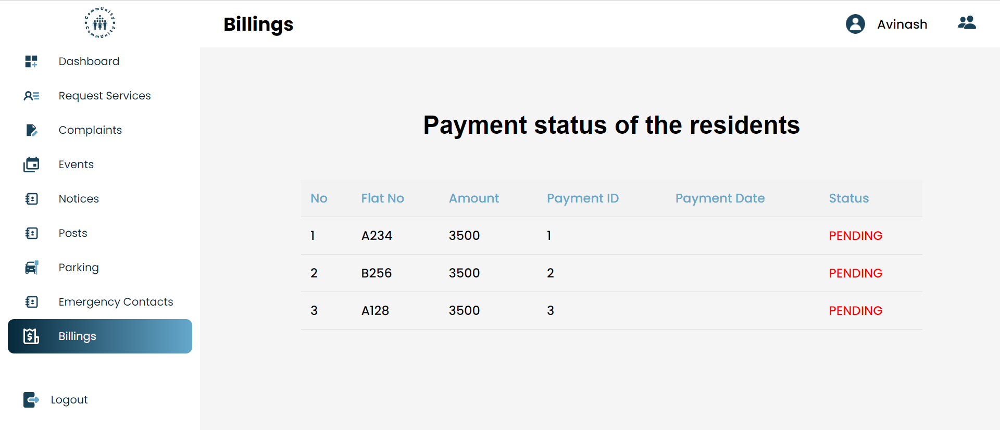 CommUnity
CommUnity
Billings
Avinash
Dashboard
Request Services
Complaints
Events
Notices
Posts
Parking
Emergency Contacts
Billings
Logout
Payment status of the residents
No Flat No Amount Payment ID Payment Date Status
1 A234 3500 1 PENDING
2 B256 3500 2 PENDING
3 A128 3500 3 PENDING